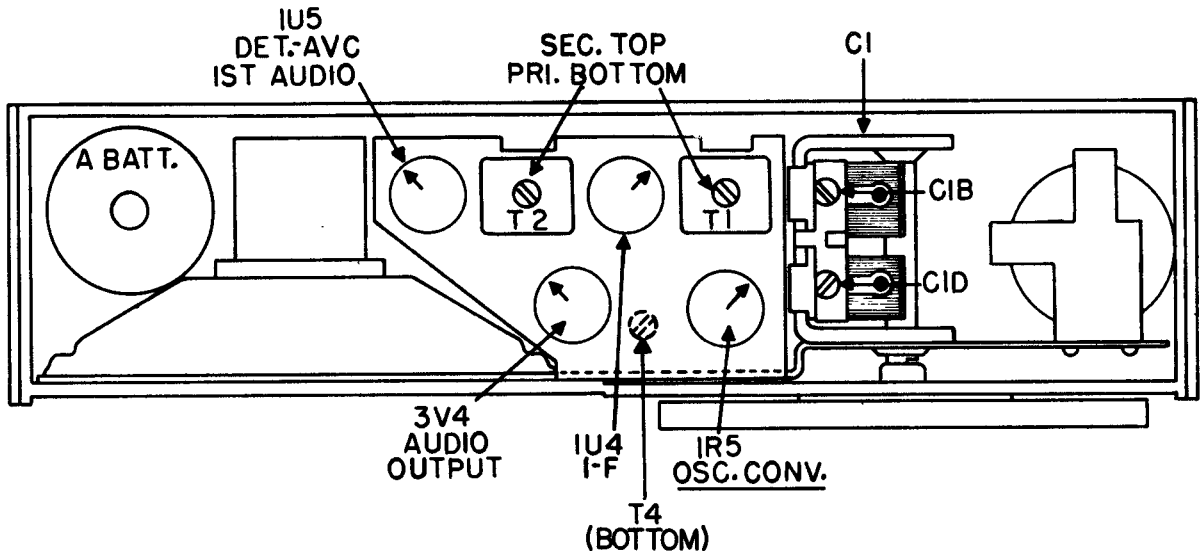 1U5
DET.-AVC
1ST AUDIO
SEC. TOP
PRI. BOTTOM
C1
A BATT.
T2
T1
C1B
C1D
3V4
AUDIO
OUTPUT
1U4
I-F
1R5
OSC. CONV.
T4
(BOTTOM)